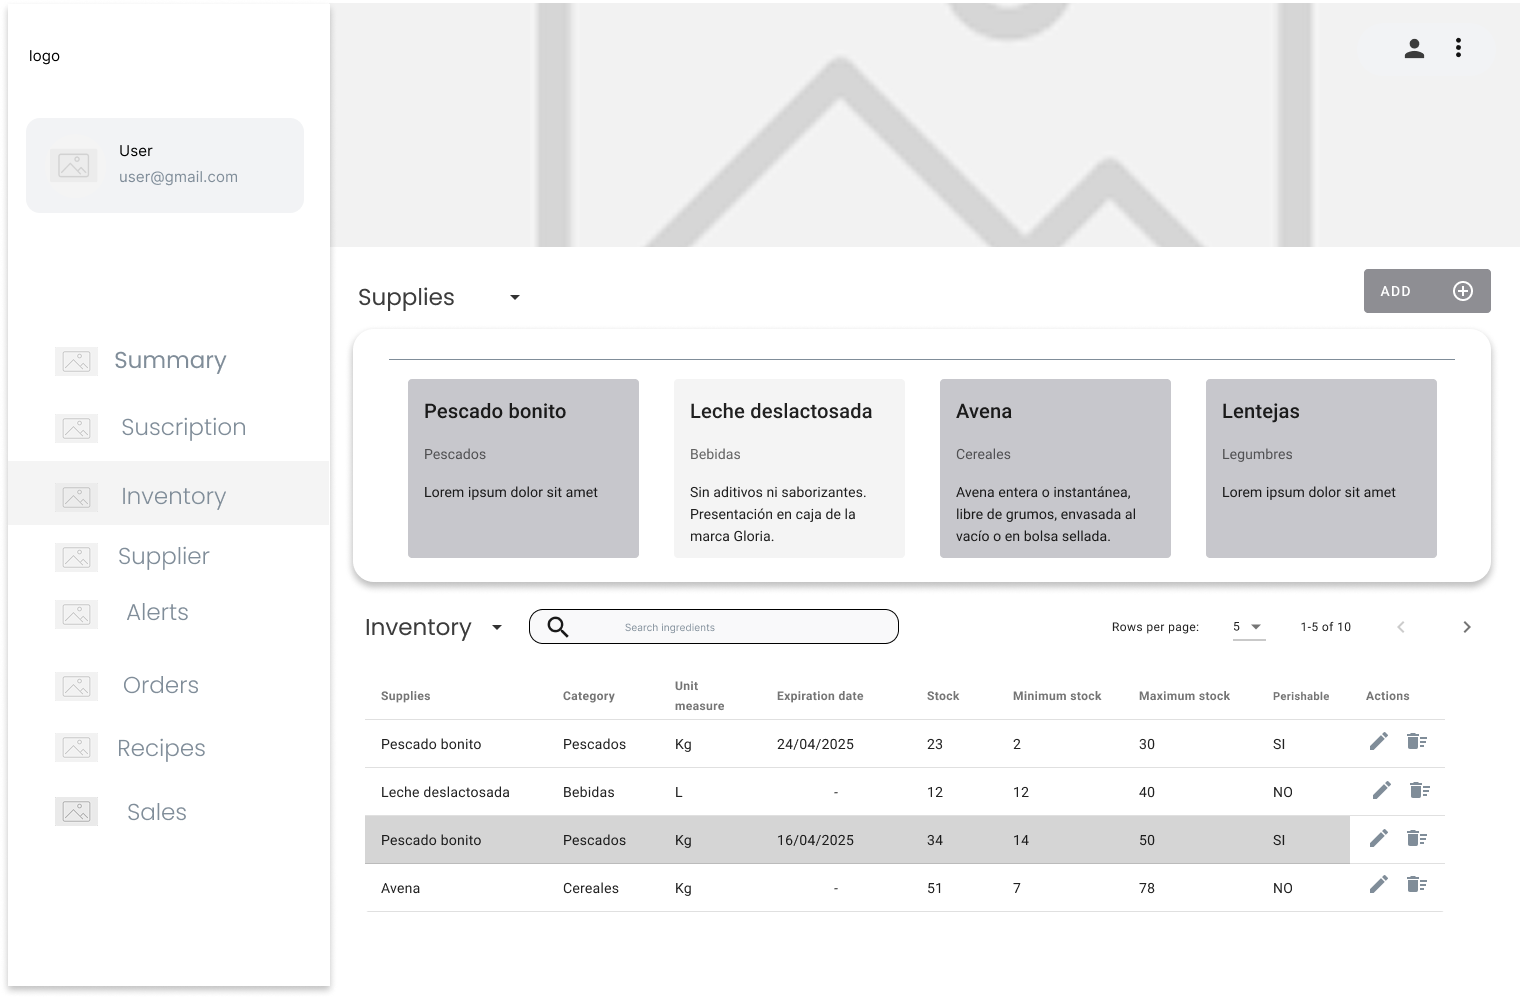 logo
User
user@gmail.com
Summary
Suscription
Inventory
Supplier
Alerts
Orders
Recipes
Sales
Supplies
ADD
Pescado bonito
Pescados
Lorem ipsum dolor sit amet
Leche deslactosada
Bebidas
Sin aditivos ni saborizantes.
Presentación en caja de la
marca Gloria.
Avena
Cereales
Avena entera o instantánea,
libre de grumos, envasada al
vacío o en bolsa sellada.
Lentejas
Legumbres
Lorem ipsum dolor sit amet
Inventory
Search ingredients
Rows per page: 5 1-5 of 10
Supplies Category Unit measure Expiration date Stock Minimum stock Maximum stock Perishable Actions
Pescado bonito Pescados Kg 24/04/2025 23 2 30 SI
Leche deslactosada Bebidas L - 12 12 40 NO
Pescado bonito Pescados Kg 16/04/2025 34 14 50 SI
Avena Cereales Kg - 51 7 78 NO